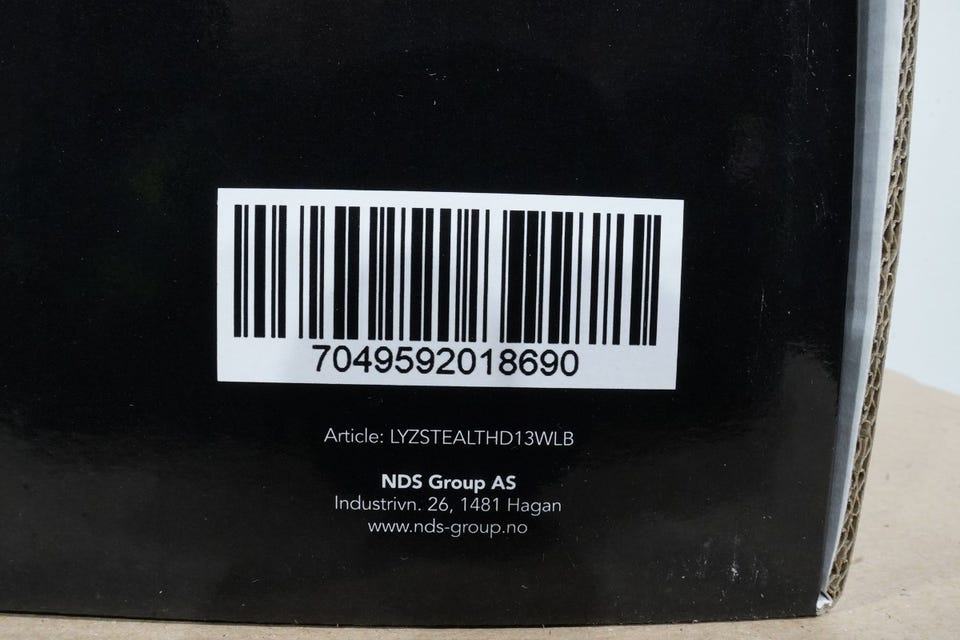 7049592018690
Article: LYZSTEALTHD13WLB
NDS Group AS
Industrivn. 26, 1481 Hagan
www.nds-group.no